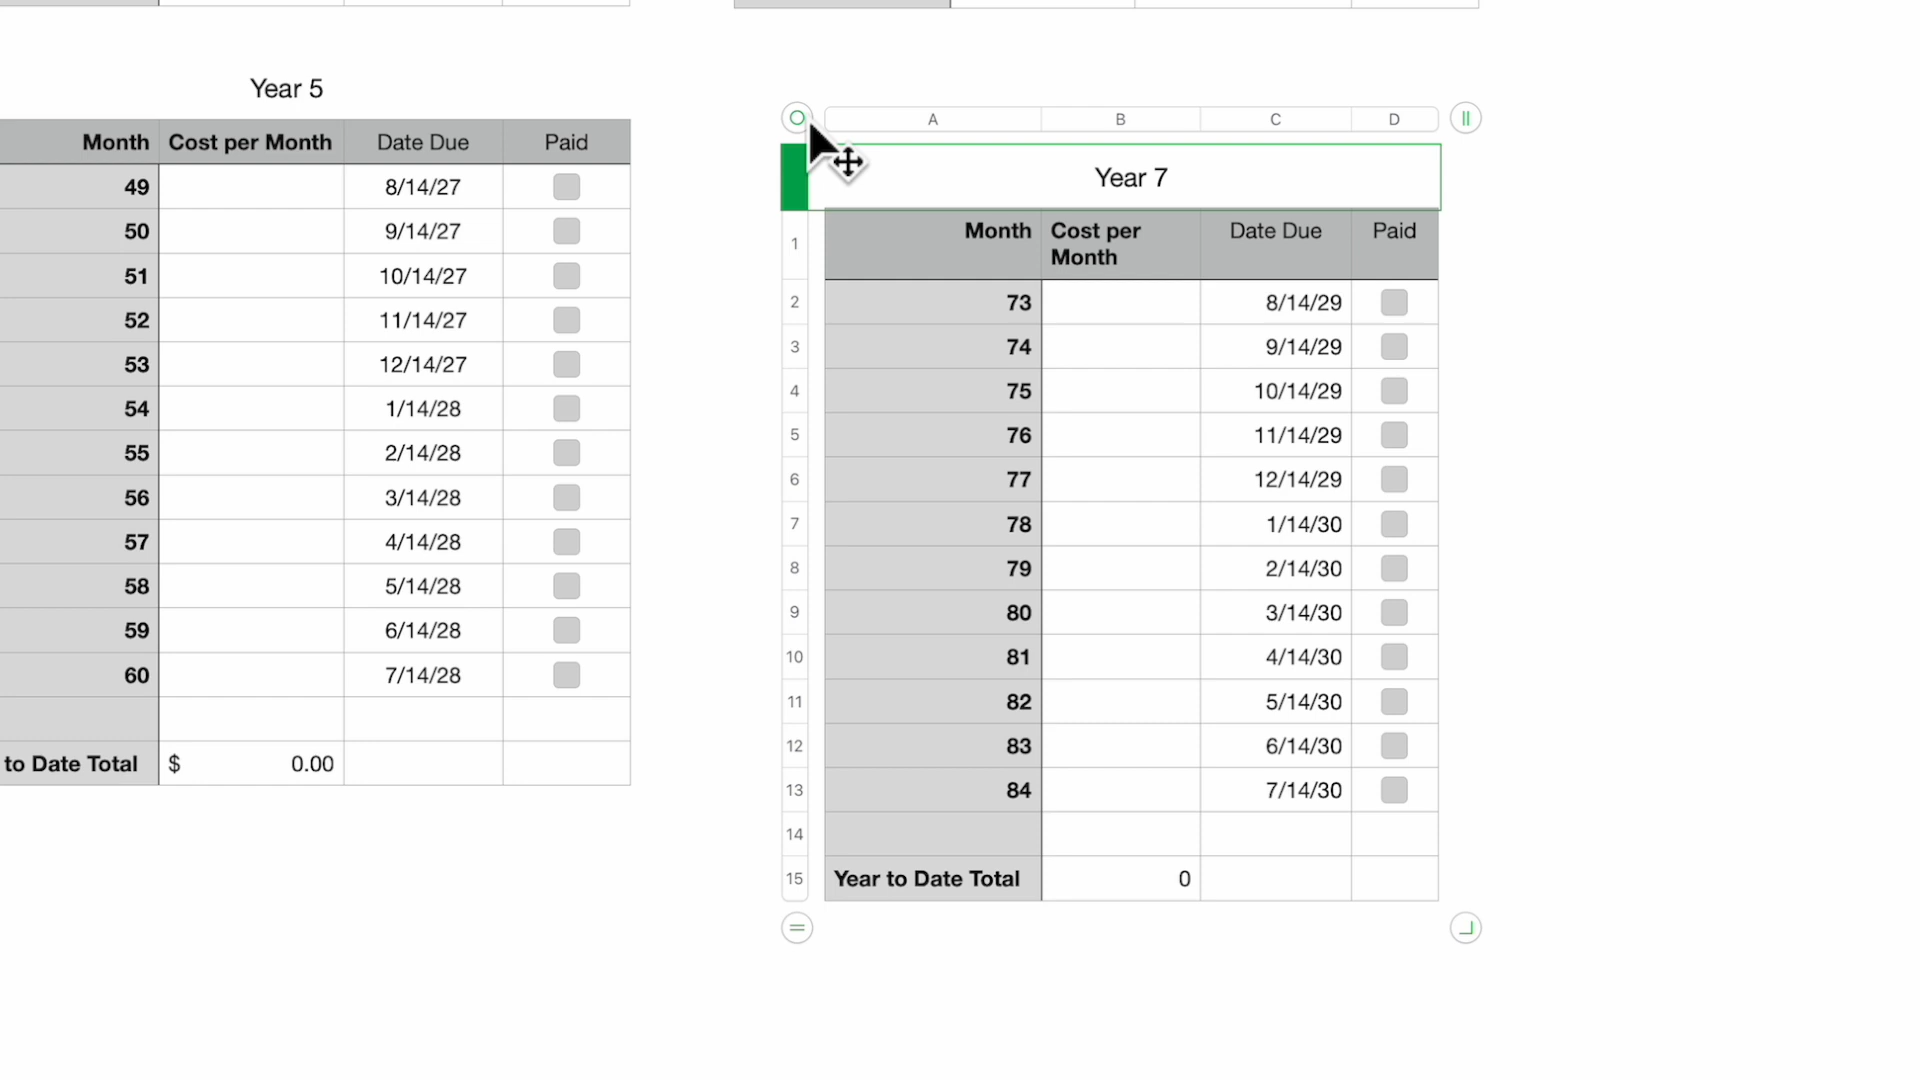 Year 5
Month Cost per Month Date Due Paid
49 8/14/27
50 9/14/27
51 10/14/27
52 11/14/27
53 12/14/27
54 1/14/28
55 2/14/28
56 3/14/28
57 4/14/28
58 5/14/28
59 6/14/28
60 7/14/28
to Date Total $ 0.00
A B C D
Year 7
1 Month Cost per Month Date Due Paid
2 73 8/14/29
3 74 9/14/29
4 75 10/14/29
5 76 11/14/29
6 77 12/14/29
7 78 1/14/30
8 79 2/14/30
9 80 3/14/30
10 81 4/14/30
11 82 5/14/30
12 83 6/14/30
13 84 7/14/30
14
15 Year to Date Total 0